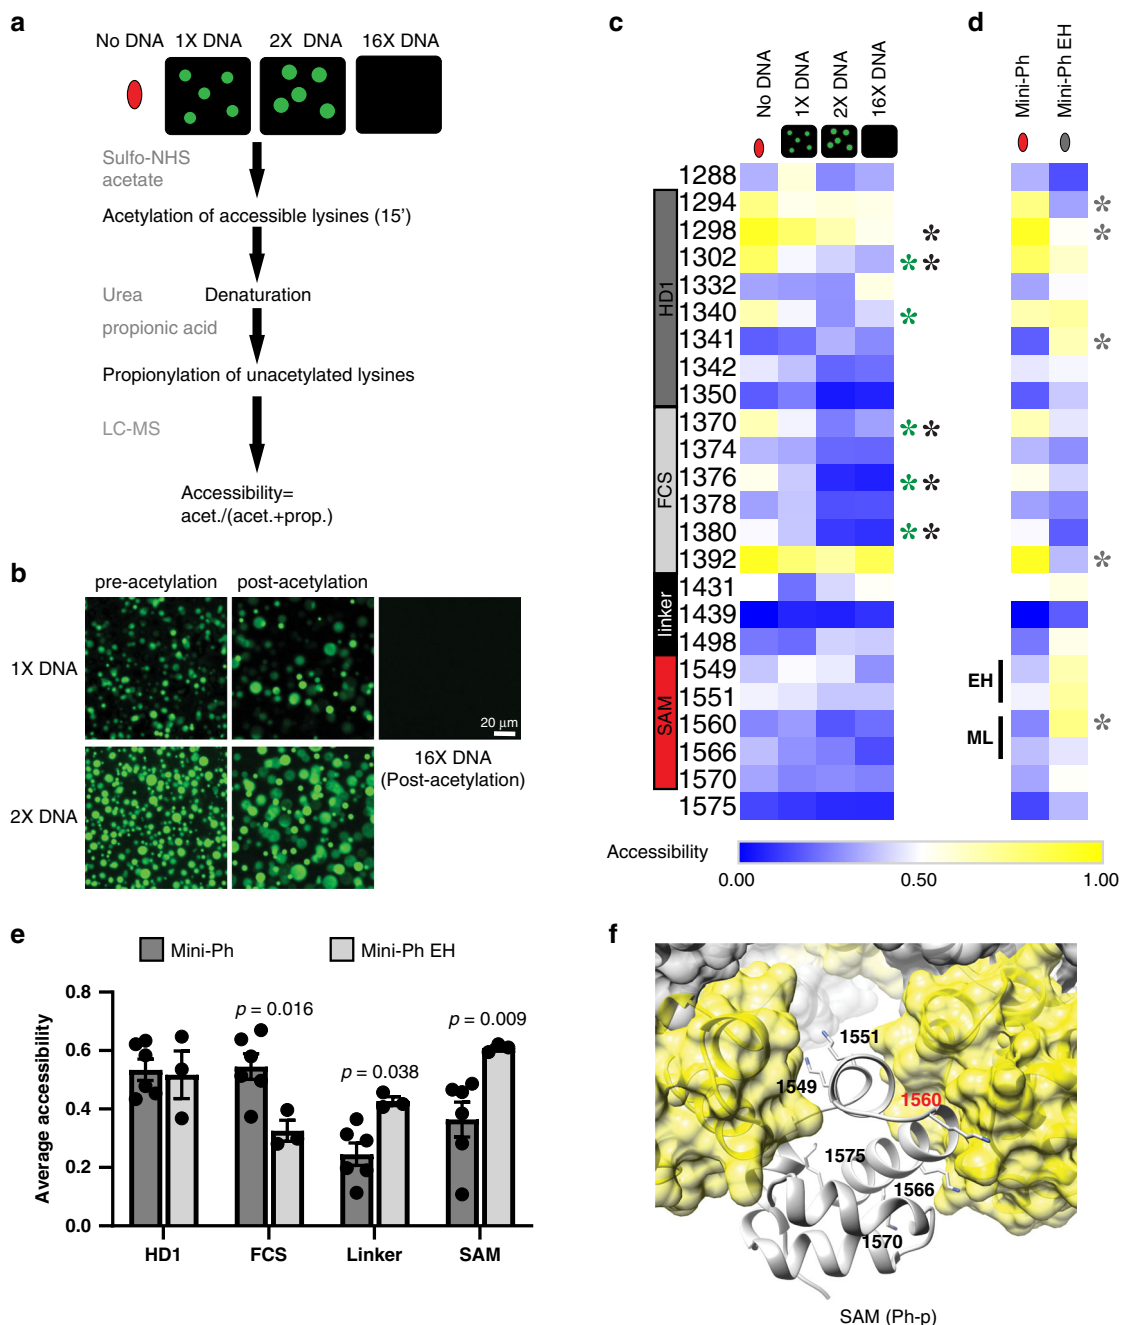 a
No DNA 1X DNA 2X DNA 16X DNA
Sulfo-NHS
acetate
Acetylation of accessible lysines (15’)
Urea
Denaturation
propionic acid
Propionylation of unacetylated lysines
LC-MS
Accessibility=
acet./(acet.+prop.)
b
pre-acetylation post-acetylation
1X DNA
20 µm
16X DNA
(Post-acetylation)
2X DNA
c
No DNA
1X DNA
2X DNA
16X DNA
HD1
FCS
linker
SAM
1288
1294
1298
*
1302
* *
1332
1340
*
1341
1342
1350
1370
* *
1374
1376
* *
1378
1380
* *
1392
1431
1439
1498
1549
1551
1560
1566
1570
1575
Accessibility
0.00 0.50 1.00
d
Mini-Ph
Mini-Ph EH
*
*
*
*
EH
*
ML
e
Mini-Ph Mini-Ph EH
Average accessibility
0.8
0.6
0.4
0.2
0.0
p = 0.016
p = 0.038
p = 0.009
HD1 FCS Linker SAM
f
1551
1549
1560
1575
1566
1570
SAM (Ph-p)